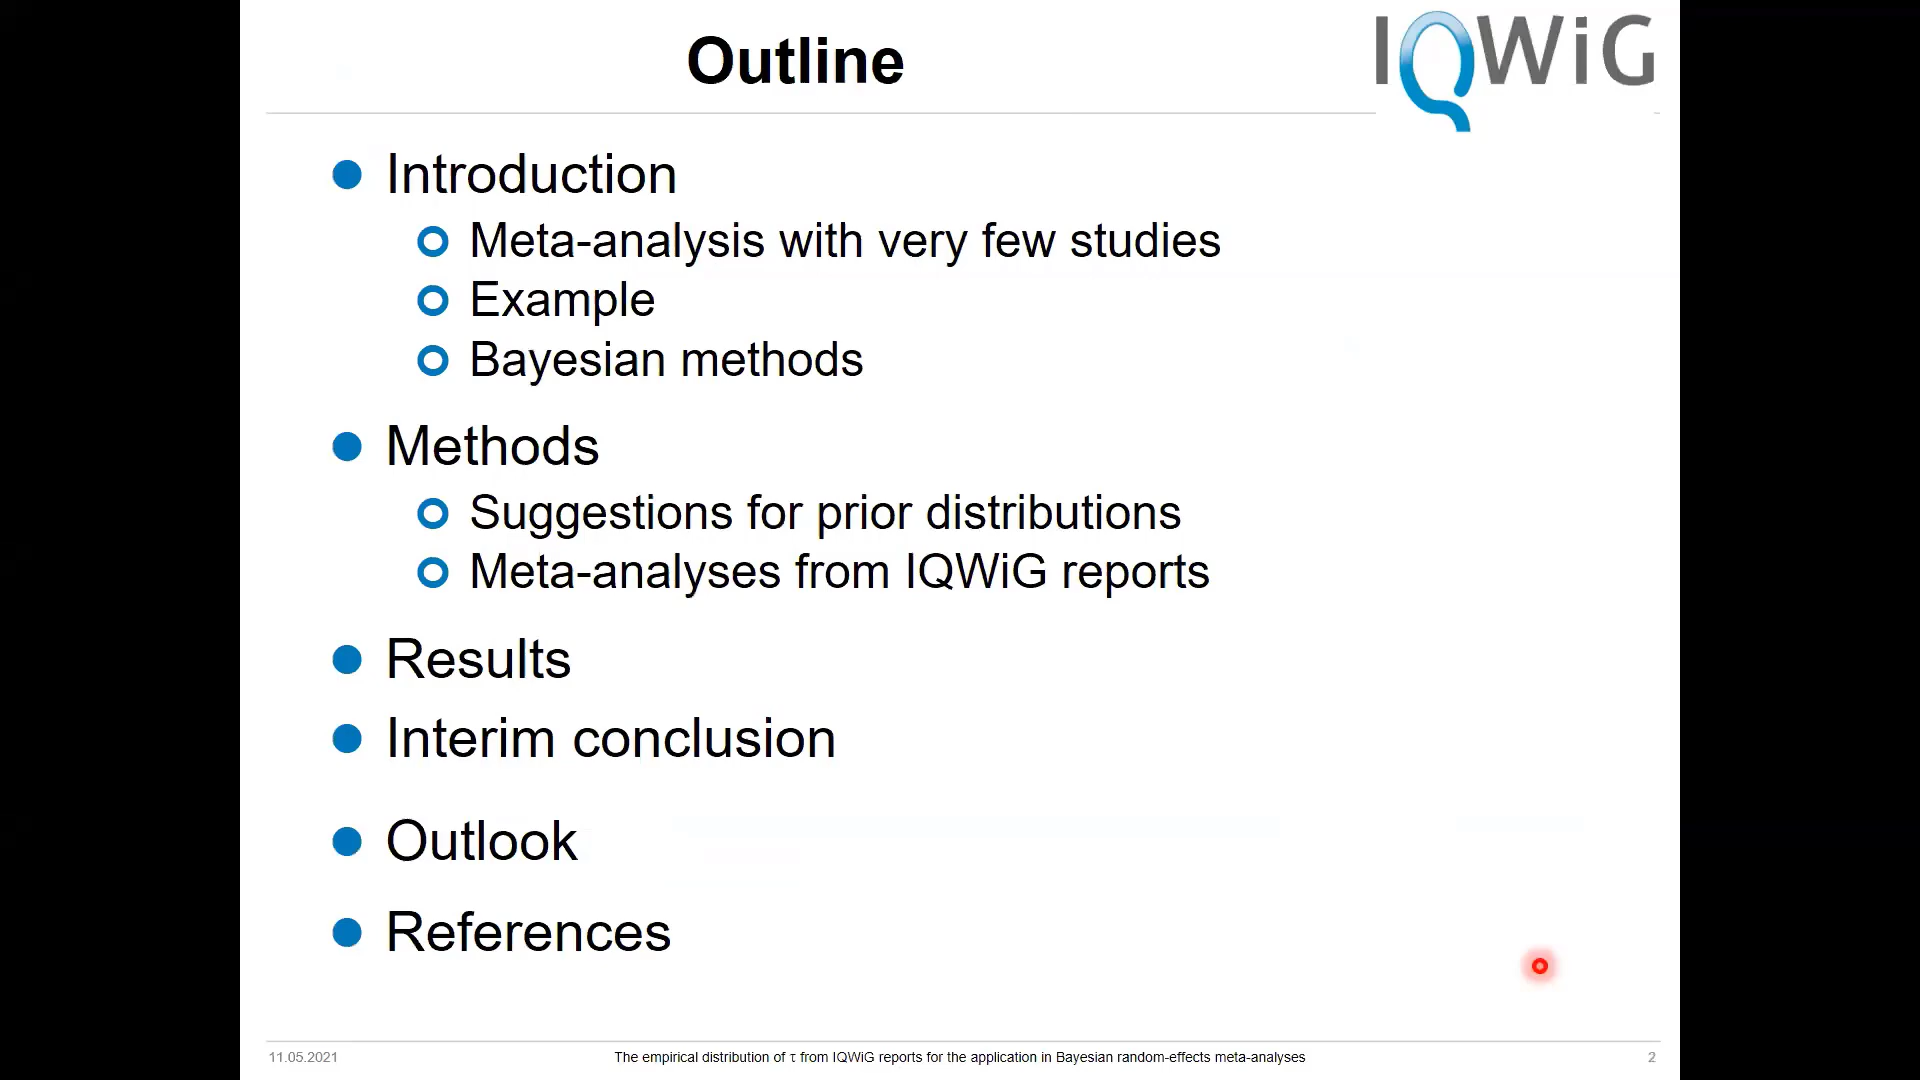 Outline
IQWiG
Introduction
Meta-analysis with very few studies
Example
Bayesian methods
Methods
Suggestions for prior distributions
Meta-analyses from IQWiG reports
Results
Interim conclusion
Outlook
References
11.05.2021
The empirical distribution of τ from IQWiG reports for the application in Bayesian random-effects meta-analyses
2